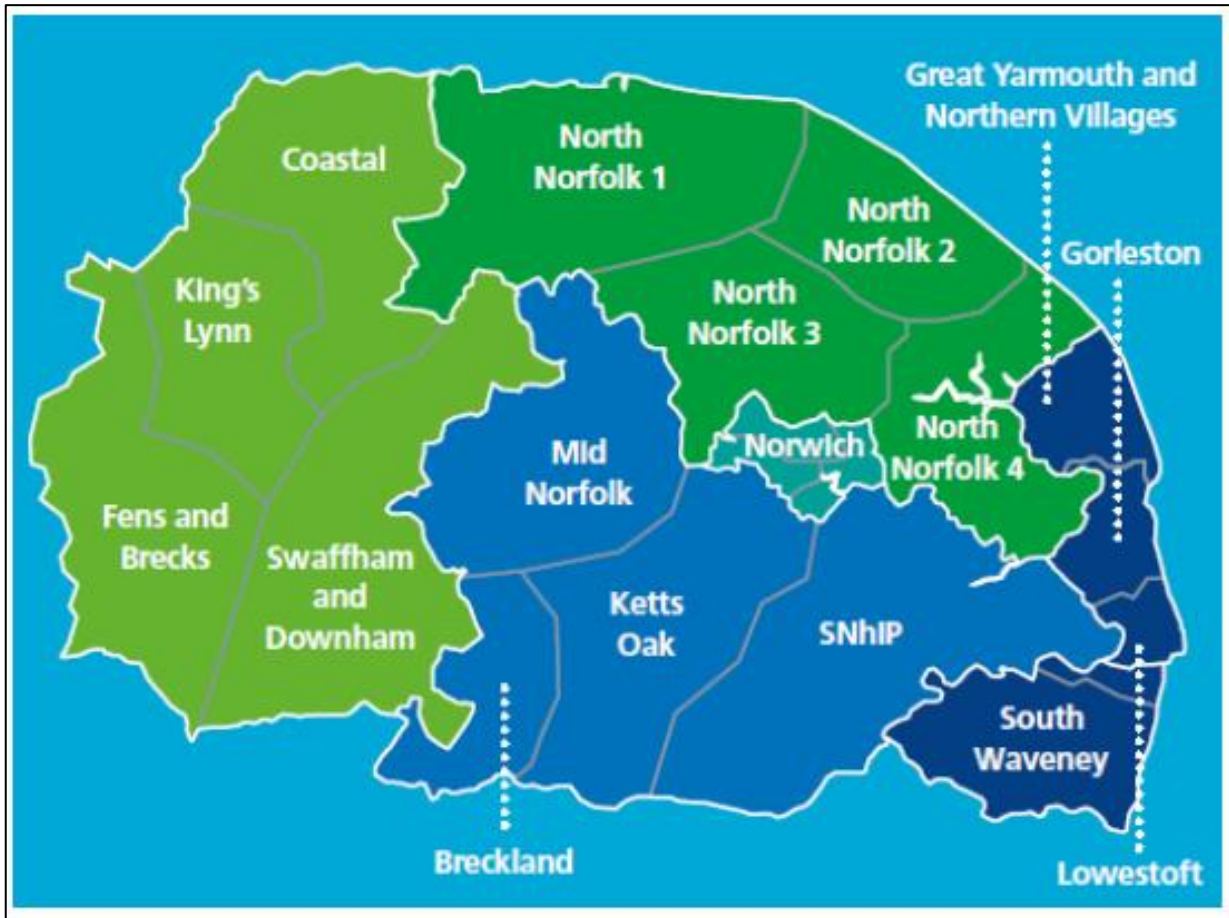 Great Yarmouth and
Northern Villages
Coastal
North
Norfolk 1
North
Norfolk 2
Gorleston
King's
Lynn
North
Norfolk 3
Mid
Norfolk
Norwich
North
Norfolk 4
Fens and
Brecks
Swaffham
and
Downham
Ketts
Oak
SNhIP
South
Waveney
Breckland
Lowestoft